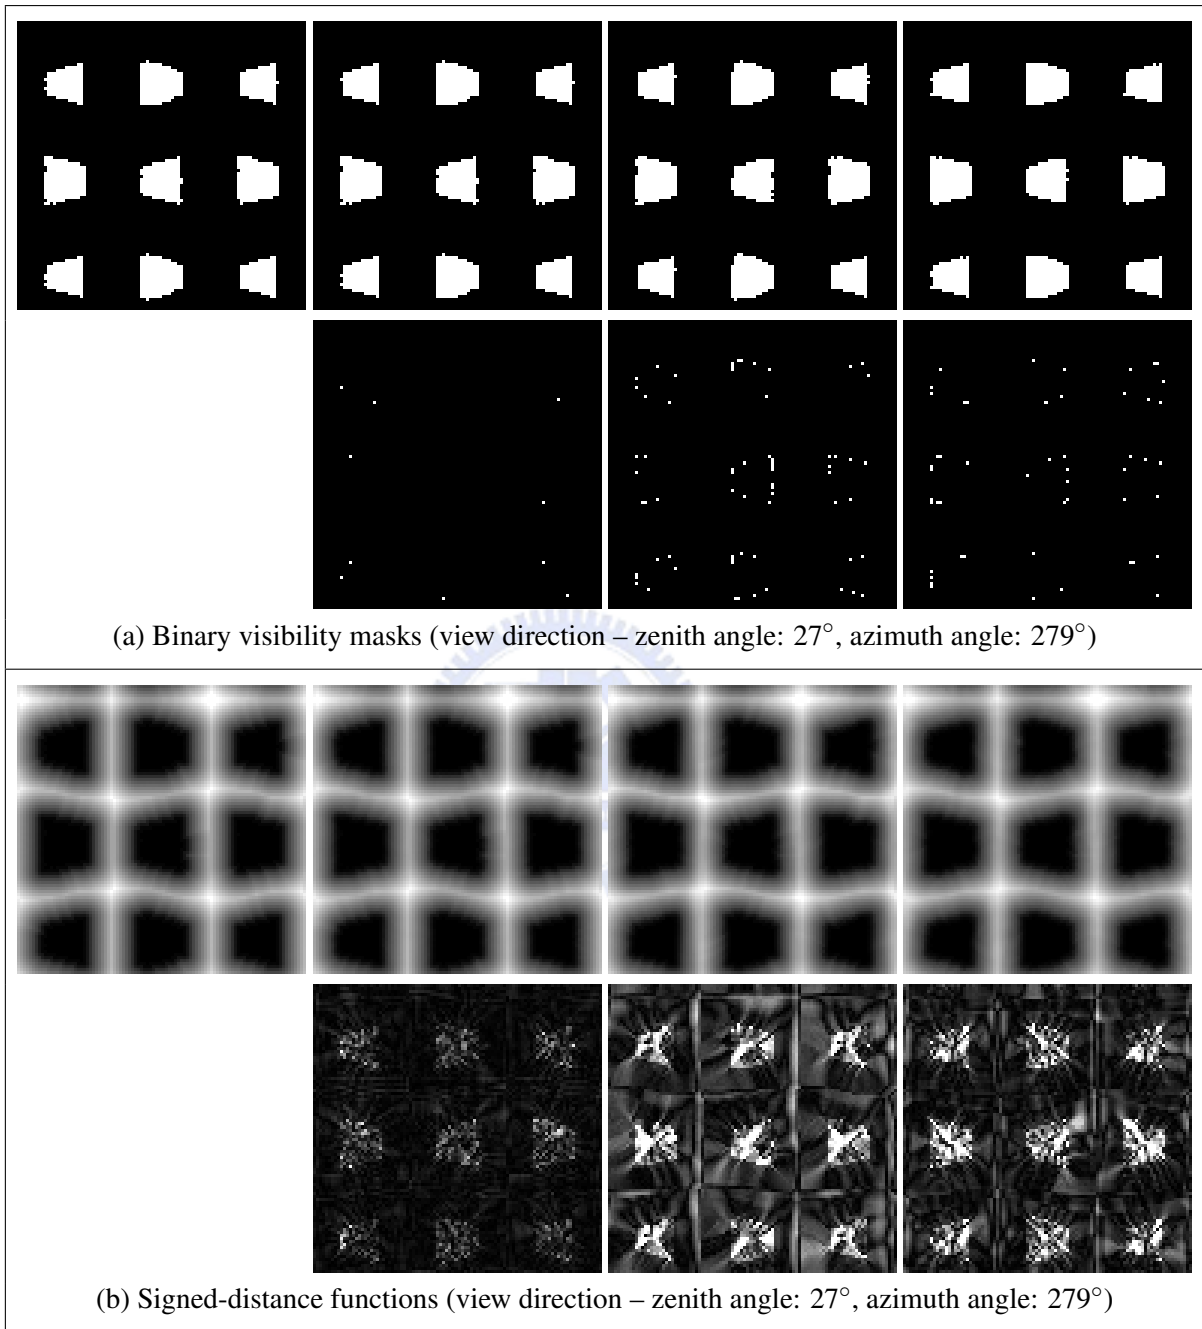 (a) Binary visibility masks (view direction – zenith angle: 27°, azimuth angle: 279°)
(b) Signed-distance functions (view direction – zenith angle: 27°, azimuth angle: 279°)